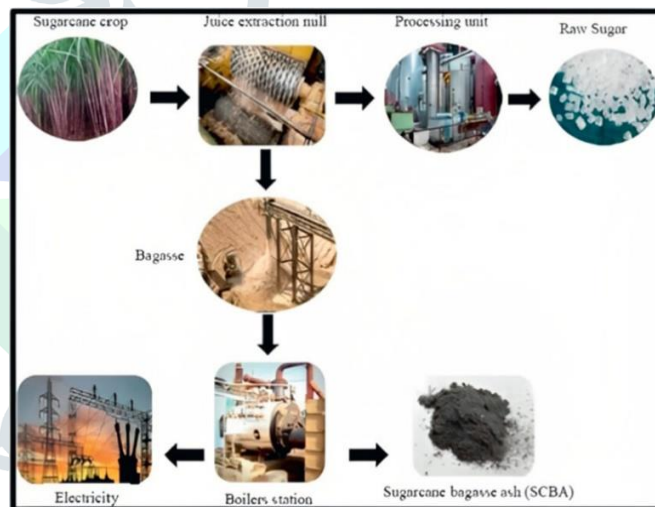 Sugarcane crop
Juice extraction null
Processing unit
Raw Sugar
Bagasse
Electricity
Boilers station
Sugarcane bagasse ash (SCBA)